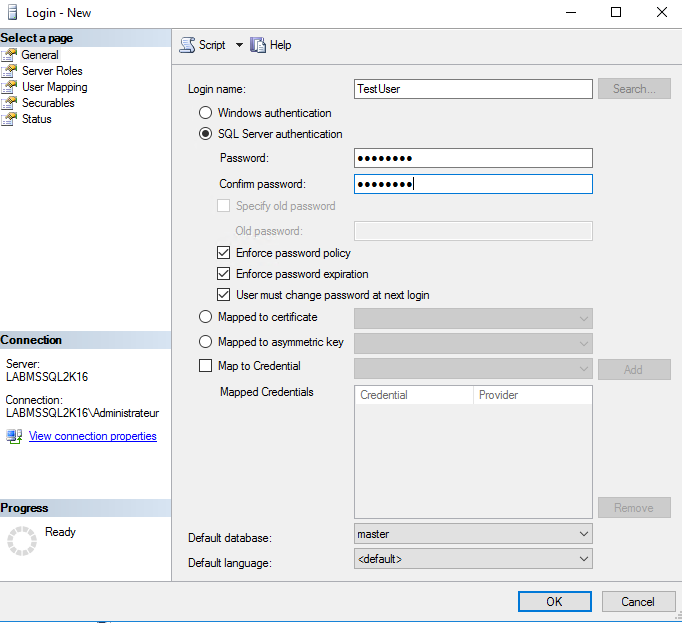 Login - New
Select a page
General
Server Roles
User Mapping
Securables
Status
Connection
Server:
LABMSSQL2K16
Connection:
LABMSSQL2K16\Administrateur
View connection properties
Progress
Ready
Script Help
Login name: TestUser Search...
Windows authentication
SQL Server authentication
Password: ●●●●●●●●
Confirm password: ●●●●●●●●
Specify old password
Old password:
Enforce password policy
Enforce password expiration
User must change password at next login
Mapped to certificate
Mapped to asymmetric key
Map to Credential Add
Mapped Credentials Credential Provider
Remove
Default database: master
Default language: <default>
OK Cancel